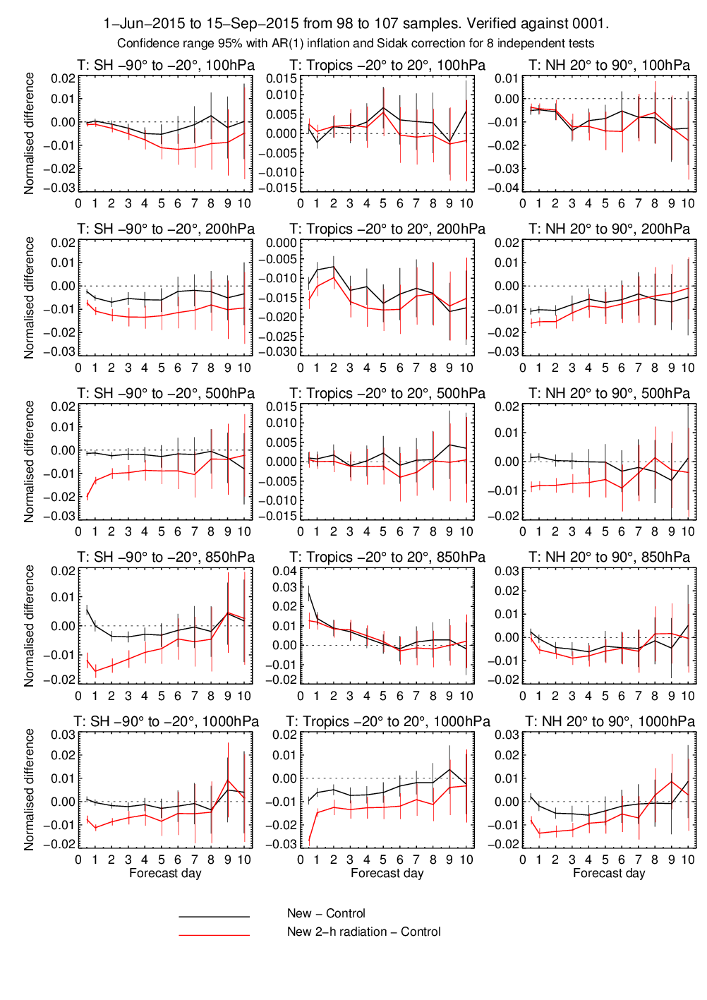 1−Jun−2015 to 15−Sep−2015 from 98 to 107 samples. Verified against 0001.
Confidence range 95% with AR(1) inflation and Sidak correction for 8 independent tests
T: SH −90° to −20°, 100hPa
T: Tropics −20° to 20°, 100hPa
T: NH 20° to 90°, 100hPa
Normalised difference
0.02
0.01
0.00
−0.01
−0.02
−0.03
0 1 2 3 4 5 6 7 8 9 10
0.015
0.010
0.005
0.000
−0.005
−0.010
−0.015
0 1 2 3 4 5 6 7 8 9 10
0.01
0.00
−0.01
−0.02
−0.03
−0.04
0 1 2 3 4 5 6 7 8 9 10
T: SH −90° to −20°, 200hPa
T: Tropics −20° to 20°, 200hPa
T: NH 20° to 90°, 200hPa
Normalised difference
0.02
0.01
0.00
−0.01
−0.02
−0.03
0 1 2 3 4 5 6 7 8 9 10
0.000
−0.005
−0.010
−0.015
−0.020
−0.025
−0.030
0 1 2 3 4 5 6 7 8 9 10
0.02
0.01
0.00
−0.01
−0.02
−0.03
0 1 2 3 4 5 6 7 8 9 10
T: SH −90° to −20°, 500hPa
T: Tropics −20° to 20°, 500hPa
T: NH 20° to 90°, 500hPa
Normalised difference
0.02
0.01
0.00
−0.01
−0.02
−0.03
0 1 2 3 4 5 6 7 8 9 10
0.015
0.010
0.005
0.000
−0.005
−0.010
−0.015
0 1 2 3 4 5 6 7 8 9 10
0.02
0.01
0.00
−0.01
−0.02
0 1 2 3 4 5 6 7 8 9 10
T: SH −90° to −20°, 850hPa
T: Tropics −20° to 20°, 850hPa
T: NH 20° to 90°, 850hPa
Normalised difference
0.02
0.01
0.00
−0.01
−0.02
0 1 2 3 4 5 6 7 8 9 10
0.04
0.03
0.02
0.01
0.00
−0.01
−0.02
0 1 2 3 4 5 6 7 8 9 10
0.03
0.02
0.01
0.00
−0.01
−0.02
0 1 2 3 4 5 6 7 8 9 10
T: SH −90° to −20°, 1000hPa
T: Tropics −20° to 20°, 1000hPa
T: NH 20° to 90°, 1000hPa
Normalised difference
0.03
0.02
0.01
0.00
−0.01
−0.02
0 1 2 3 4 5 6 7 8 9 10
Forecast day
0.02
0.01
0.00
−0.01
−0.02
−0.03
0 1 2 3 4 5 6 7 8 9 10
Forecast day
0.03
0.02
0.01
0.00
−0.01
−0.02
0 1 2 3 4 5 6 7 8 9 10
Forecast day
New − Control
New 2−h radiation − Control